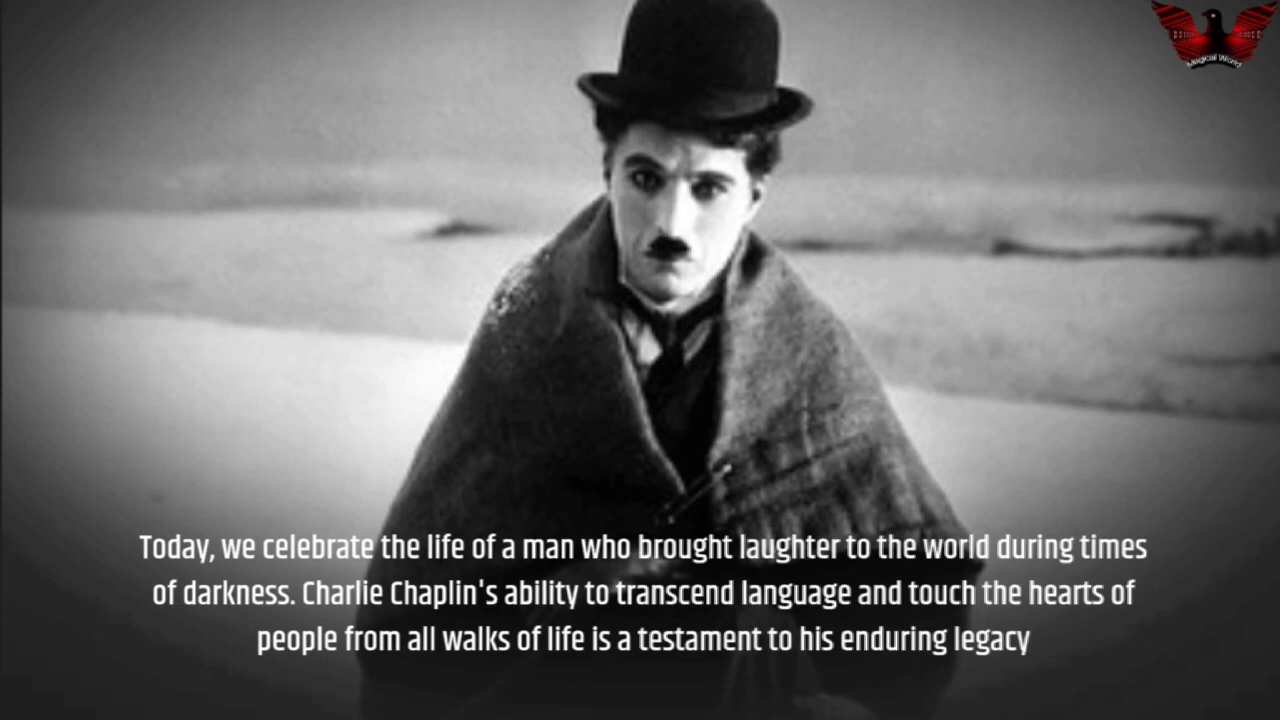 Magical World
Today, we celebrate the life of a man who brought laughter to the world during times
of darkness. Charlie Chaplin's ability to transcend language and touch the hearts of
people from all walks of life is a testament to his enduring legacy